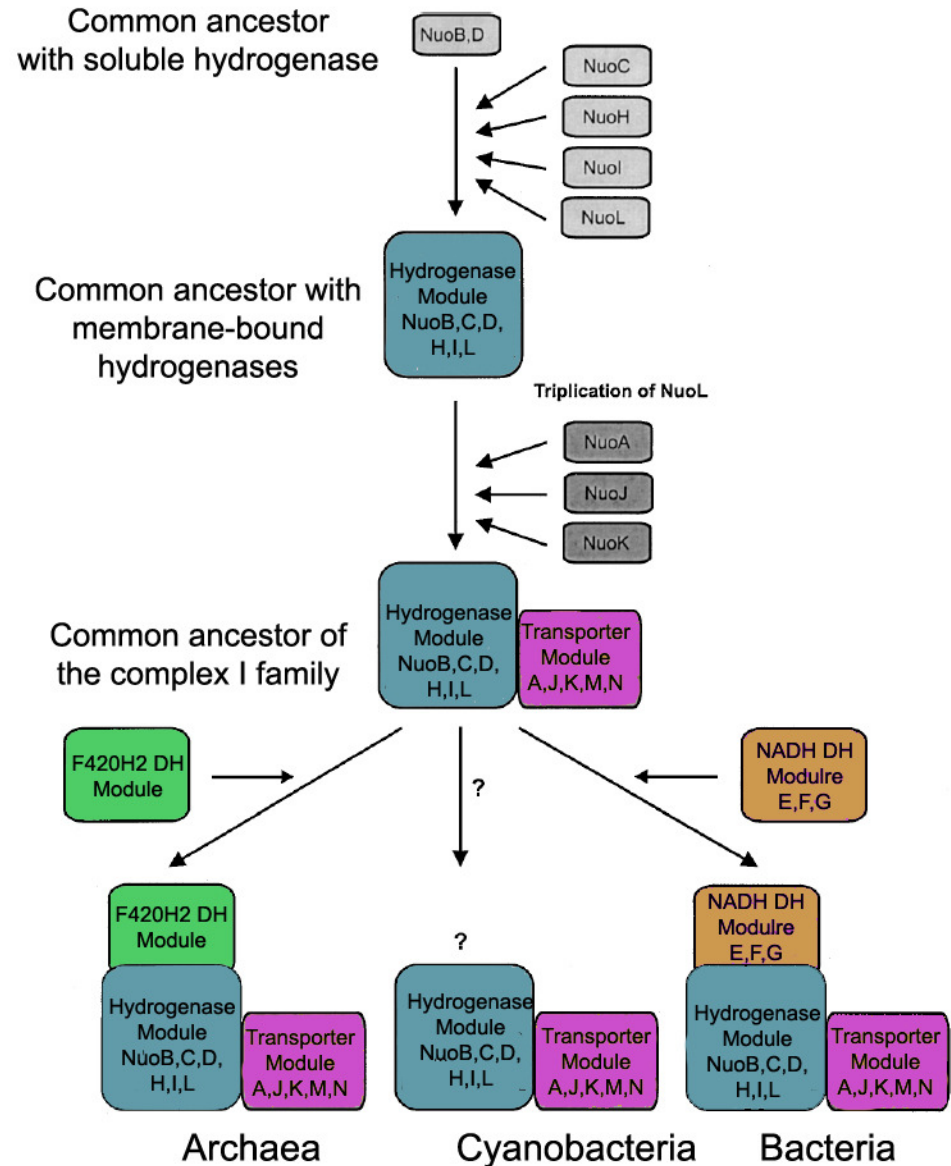 Common ancestor
with soluble hydrogenase
NuoB,D
NuoC
NuoH
NuoI
NuoL
Common ancestor with
membrane-bound
hydrogenases
Hydrogenase
Module
NuoB,C,D,
H,I,L
Triplication of NuoL
NuoA
NuoJ
NuoK
Common ancestor of
the complex I family
Hydrogenase
Module
NuoB,C,D,
H,I,L
Transporter
Module
A,J,K,M,N
F420H2 DH
Module
?
NADH DH
Modulre
E,F,G
F420H2 DH
Module
Hydrogenase
Module
NuoB,C,D,
H,I,L
Transporter
Module
A,J,K,M,N
?
Hydrogenase
Module
NuoB,C,D,
H,I,L
Transporter
Module
A,J,K,M,N
NADH DH
Modulre
E,F,G
Hydrogenase
Module
NuoB,C,D,
H,I,L
Transporter
Module
A,J,K,M,N
Archaea
Cyanobacteria
Bacteria